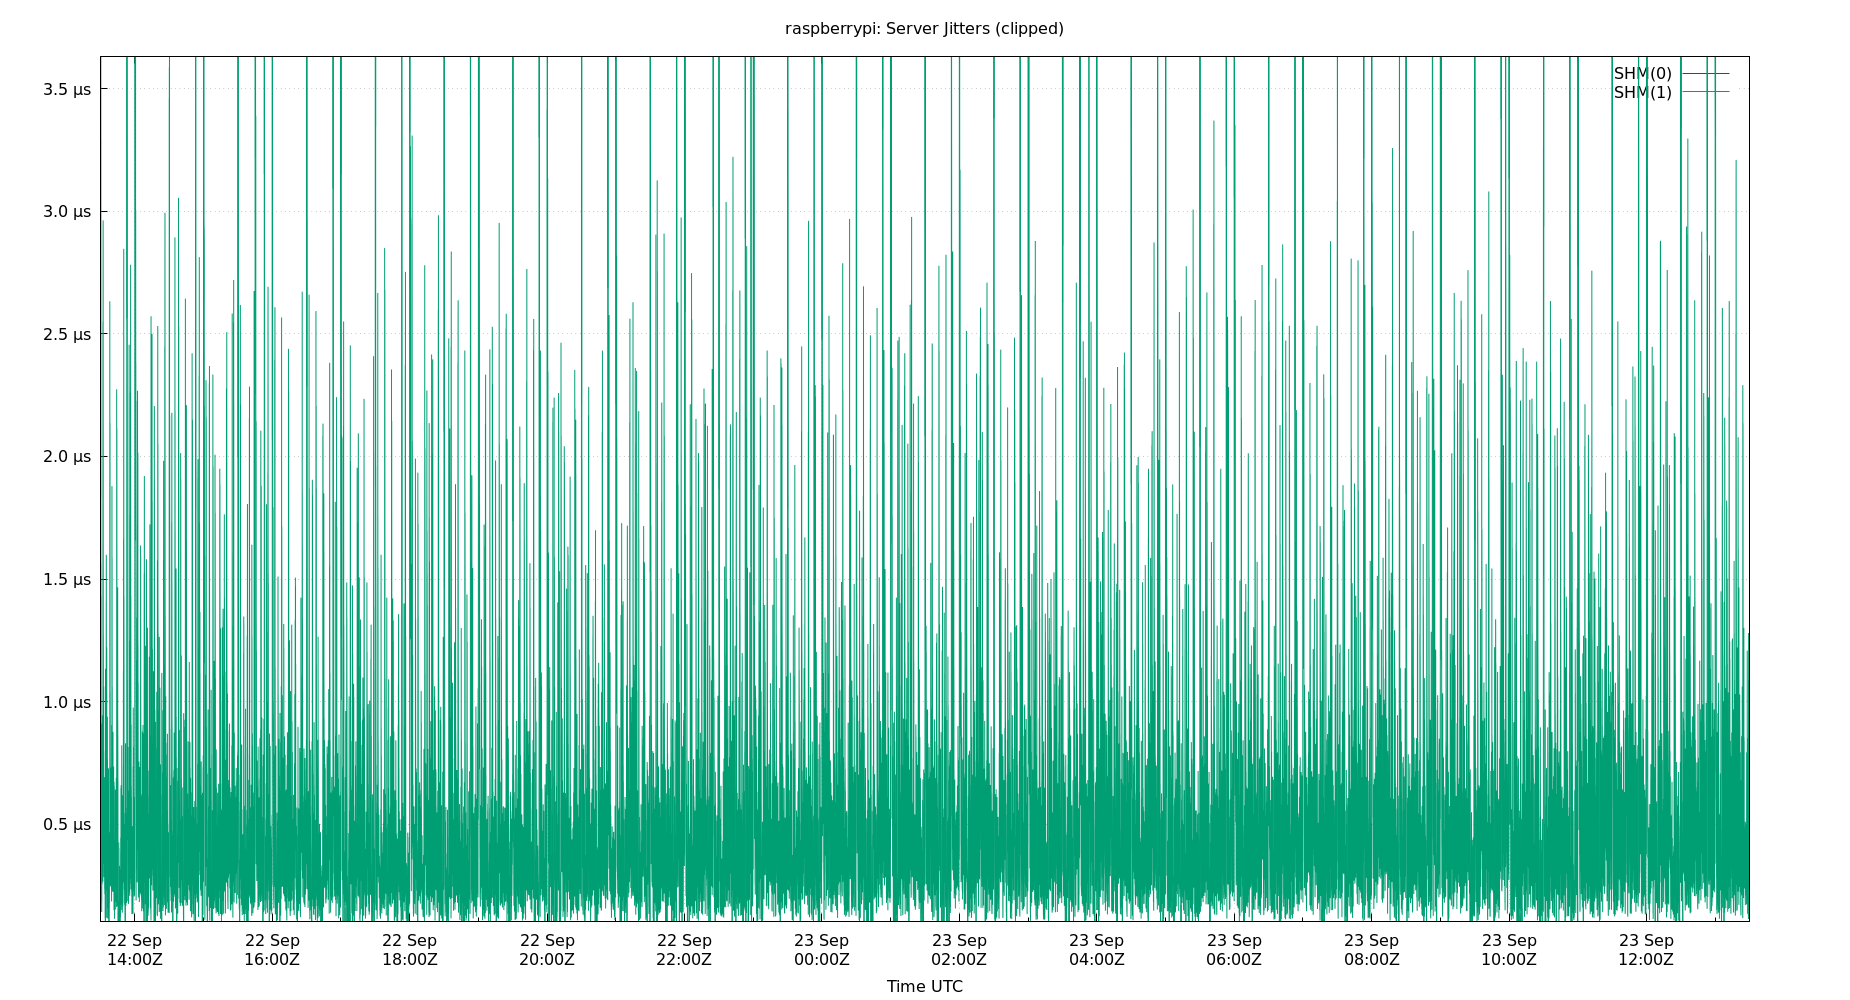 raspberrypi: Server Jitters (clipped)
SHM(0)
SHM(1)
3.5 μs
3.0 μs
2.5 μs
2.0 μs
1.5 μs
1.0 μs
0.5 μs
22 Sep 22 Sep 22 Sep 22 Sep 22 Sep 23 Sep 23 Sep 23 Sep 23 Sep 23 Sep 23 Sep 23 Sep
14:00Z 16:00Z 18:00Z 20:00Z 22:00Z 00:00Z 02:00Z 04:00Z 06:00Z 08:00Z 10:00Z 12:00Z
Time UTC